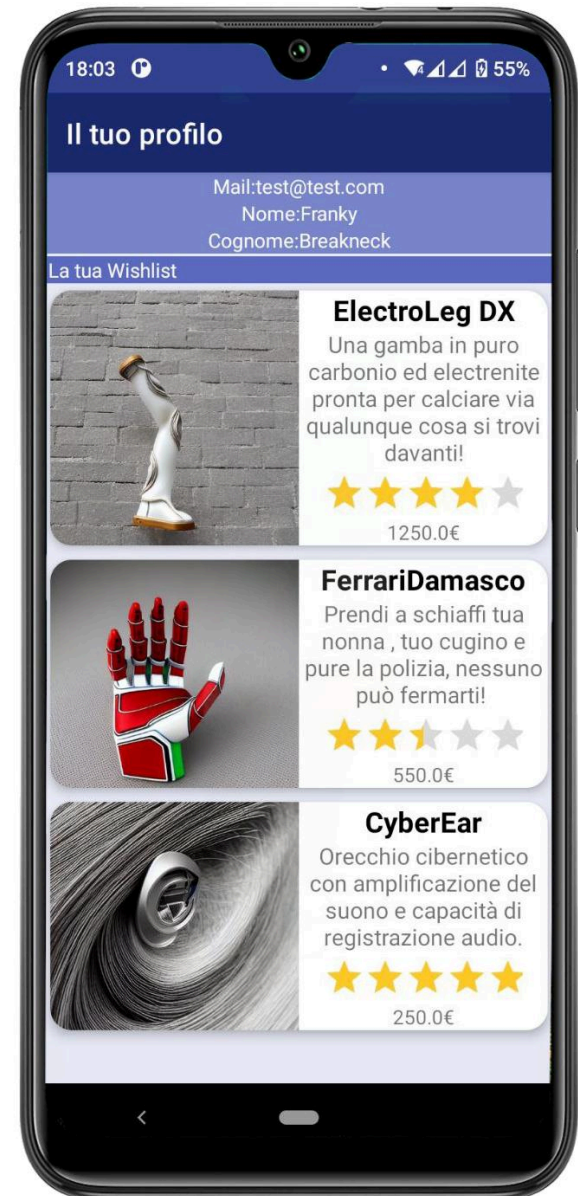 18:03 55%
Il tuo profilo
Mail:test@test.com
Nome:Franky
Cognome:Breakneck
La tua Wishlist
ElectroLeg DX
Una gamba in puro
carbonio ed electrenite
pronta per calciare via
qualunque cosa si trovi
davanti!
1250.0€
FerrariDamasco
Prendi a schiaffi tua
nonna , tuo cugino e
pure la polizia, nessuno
può fermarti!
550.0€
CyberEar
Orecchio cibernetico
con amplificazione del
suono e capacità di
registrazione audio.
250.0€